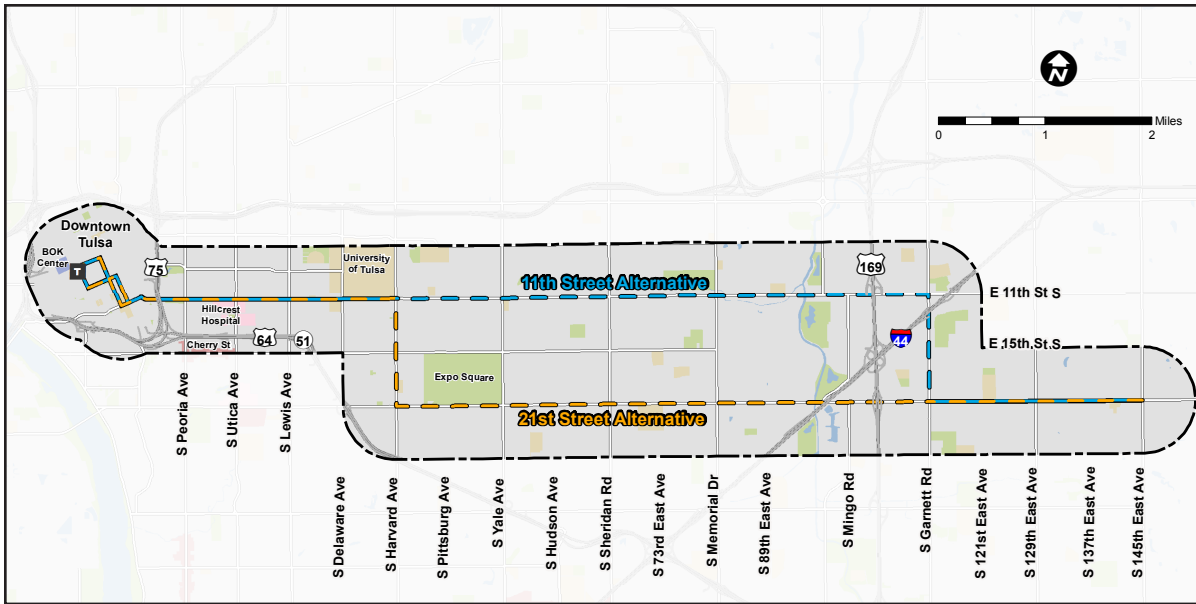 N
Miles
0
1
2
Downtown
Tulsa
BOK
Center
T
75
University
of Tulsa
169
11th Street Alternative
E 11th St S
Hillcrest
Hospital
64
51
44
Cherry St
E 15th St S
Expo Square
21st Street Alternative
S Peoria Ave
S Utica Ave
S Lewis Ave
S Delaware Ave
S Harvard Ave
S Pittsburg Ave
S Yale Ave
S Hudson Ave
S Sheridan Rd
S 73rd East Ave
S Memorial Dr
S 89th East Ave
S Mingo Rd
S Garnett Rd
S 121st East Ave
S 129th East Ave
S 137th East Ave
S 145th East Ave